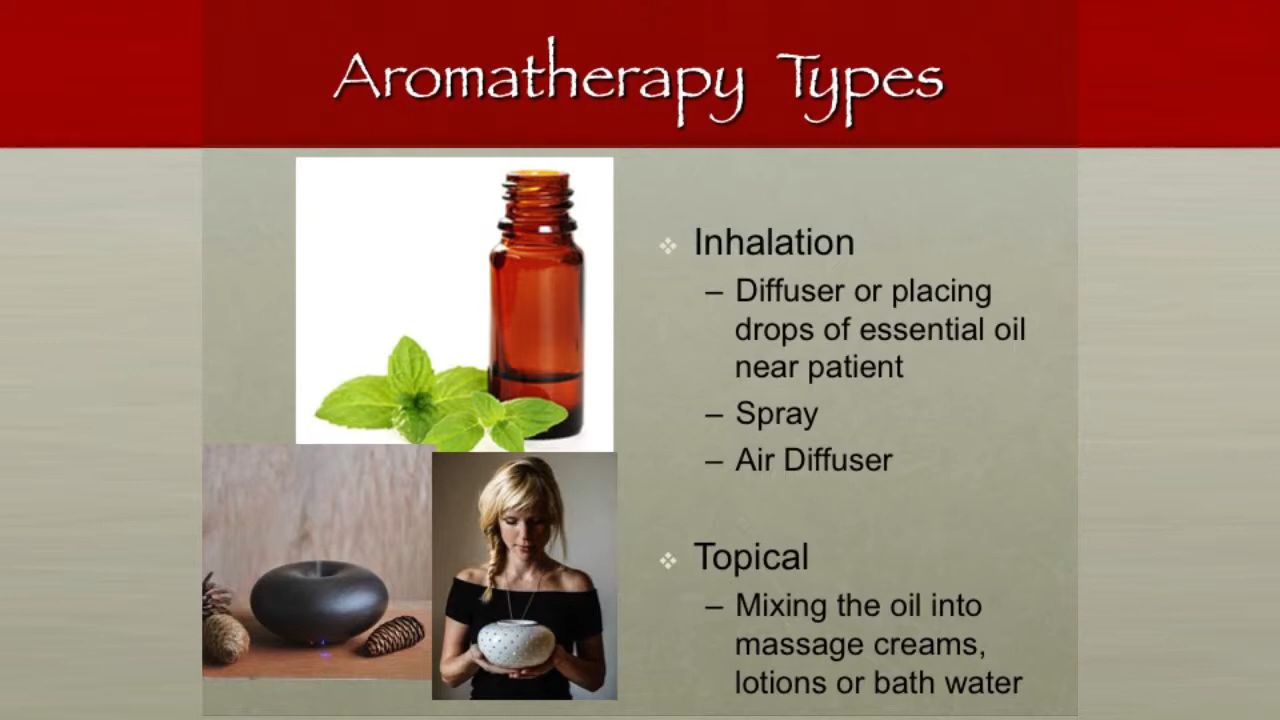 Aromatherapy Types
❖ Inhalation
– Diffuser or placing
drops of essential oil
near patient
– Spray
– Air Diffuser
❖ Topical
– Mixing the oil into
massage creams,
lotions or bath water